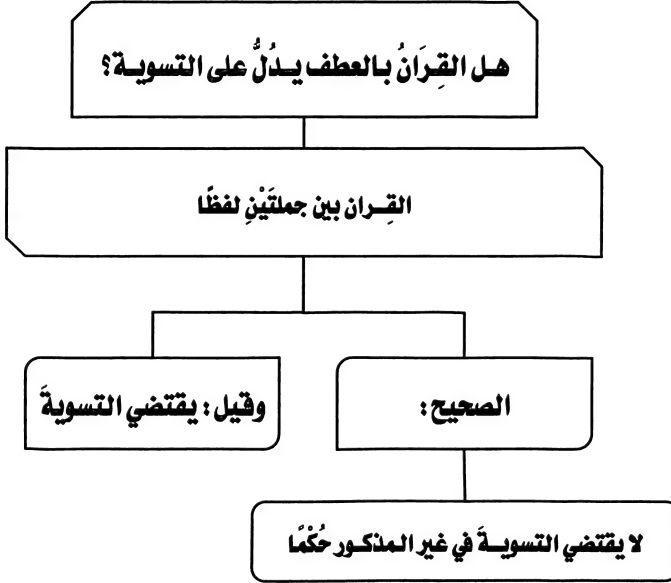 هل القِرَانُ بالعطف يدُلُّ على التسوية؟
القِران بين جملتَيْنِ لفظًا
الصحيح:
وقيل: يقتضي التسويةَ
لا يقتضي التسويةَ في غير المذكور حُكْمًا